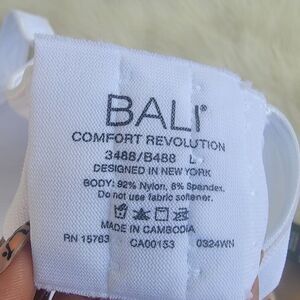 BALI®
COMFORT REVOLUTION
3488/B488 L
DESIGNED IN NEW YORK
BODY: 92% Nylon, 8% Spandex.
Do not use fabric softener.
MADE IN CAMBODIA
RN 15763 CA00153 0324WN